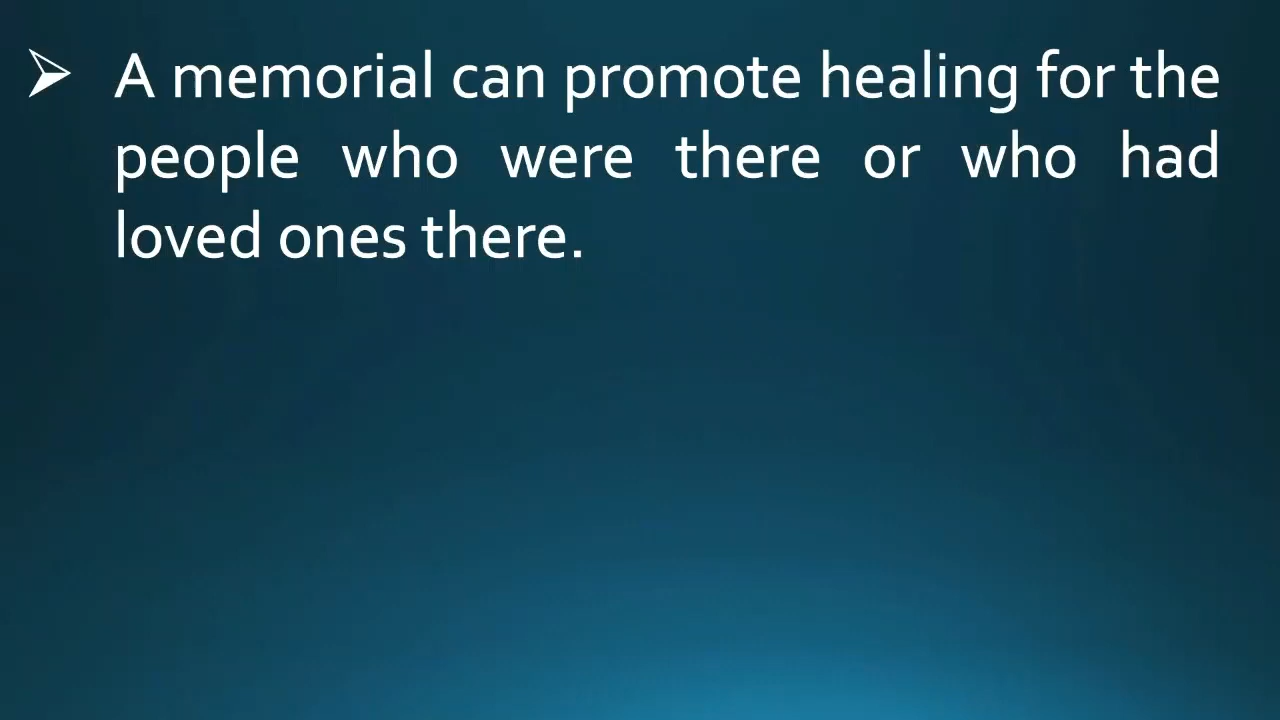 ➢ A memorial can promote healing for the
people who were there or who had
loved ones there.